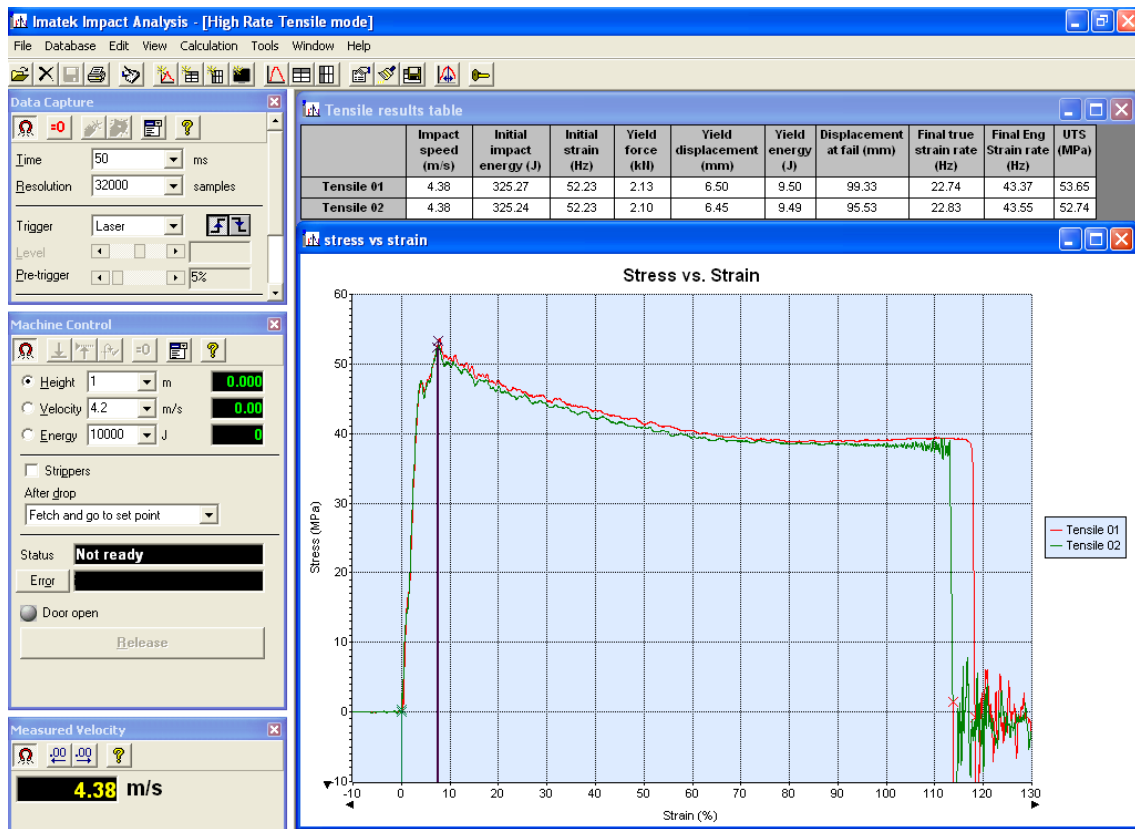 Imatek Impact Analysis - [High Rate Tensile mode]
File Database Edit View Calculation Tools Window Help
Data Capture
=0
Time 50 ms
Resolution 32000 samples
Trigger Laser
Level
Pre-trigger 5%
Machine Control
=0
Height 1 m 0.000
Velocity 4.2 m/s 0.00
Energy 10000 J 0
Strippers
After drop
Fetch and go to set point
Status Not ready
Error
Door open
Release
Measured Velocity
.00 .00
4.38 m/s
Tensile results table
Impact speed (m/s) Initial impact energy (J) Initial strain (Hz) Yield force (kN) Yield displacement (mm) Yield energy (J) Displacement at fail (mm) Final true strain rate (Hz) Final Eng Strain rate (Hz) UTS (MPa)
Tensile 01 4.38 325.27 52.23 2.13 6.50 9.50 99.33 22.74 43.37 53.65
Tensile 02 4.38 325.24 52.23 2.10 6.45 9.49 95.53 22.83 43.55 52.74
stress vs strain
Stress vs. Strain
60
50
40
30
20
10
0
-10
Stress (MPa)
-10 0 10 20 30 40 50 60 70 80 90 100 110 120 130
Strain (%)
Tensile 01
Tensile 02